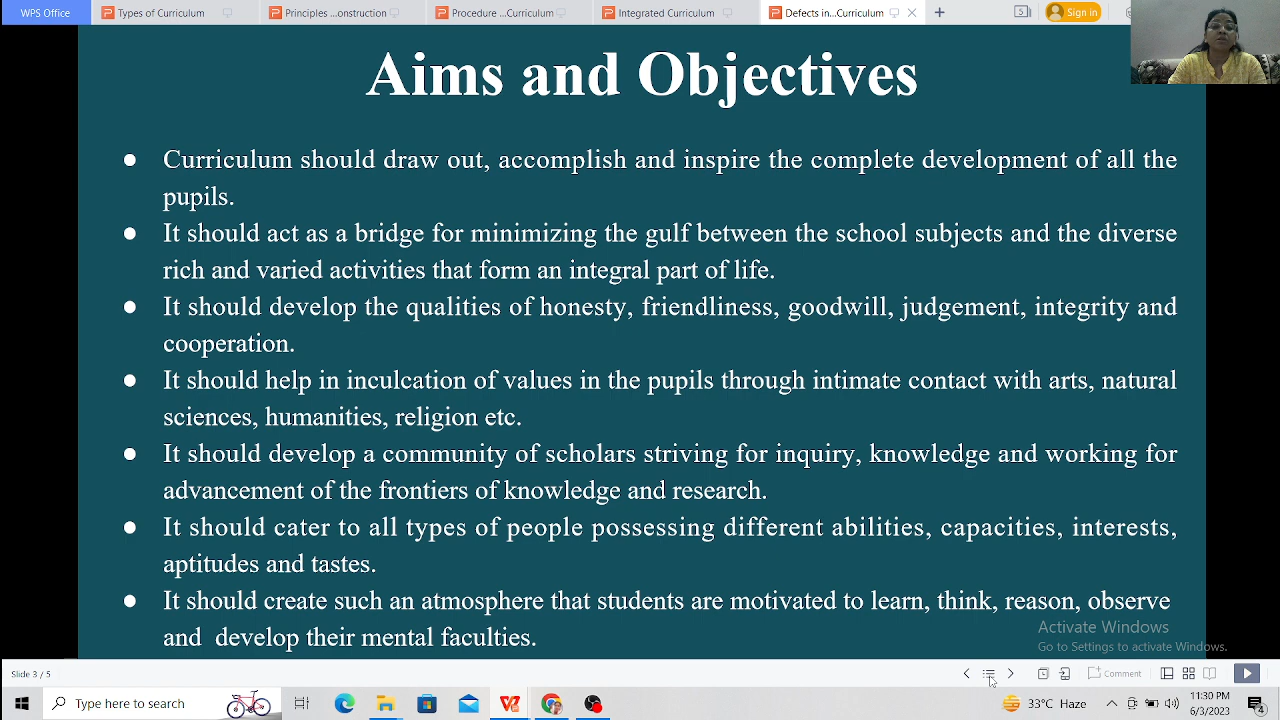 WPS Office
Types of Curriculum
Principles ...onstruction
Procedure ...Curriculum
Integrated Curriculum
Defects in...Curriculum
Sign in
Aims and Objectives
● Curriculum should draw out, accomplish and inspire the complete development of all the
pupils.
● It should act as a bridge for minimizing the gulf between the school subjects and the diverse
rich and varied activities that form an integral part of life.
● It should develop the qualities of honesty, friendliness, goodwill, judgement, integrity and
cooperation.
● It should help in inculcation of values in the pupils through intimate contact with arts, natural
sciences, humanities, religion etc.
● It should develop a community of scholars striving for inquiry, knowledge and working for
advancement of the frontiers of knowledge and research.
● It should cater to all types of people possessing different abilities, capacities, interests,
aptitudes and tastes.
● It should create such an atmosphere that students are motivated to learn, think, reason, observe
and develop their mental faculties.
Activate Windows
Go to Settings to activate Windows.
Slide 3 / 5
Comment
Type here to search
33°C Haze
11:30 PM
6/3/2023